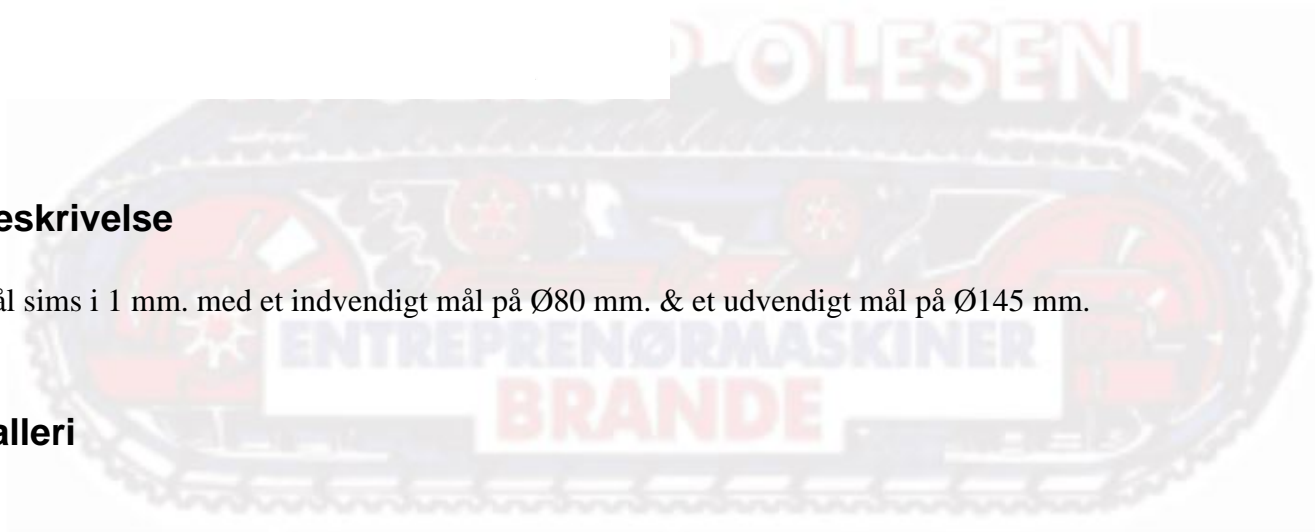 P OLESEN
eskrivelse
ål sims i 1 mm. med et indvendigt mål på Ø80 mm. & et udvendigt mål på Ø145 mm.
ENTREPRENØRMASKINER
BRANDE
alleri